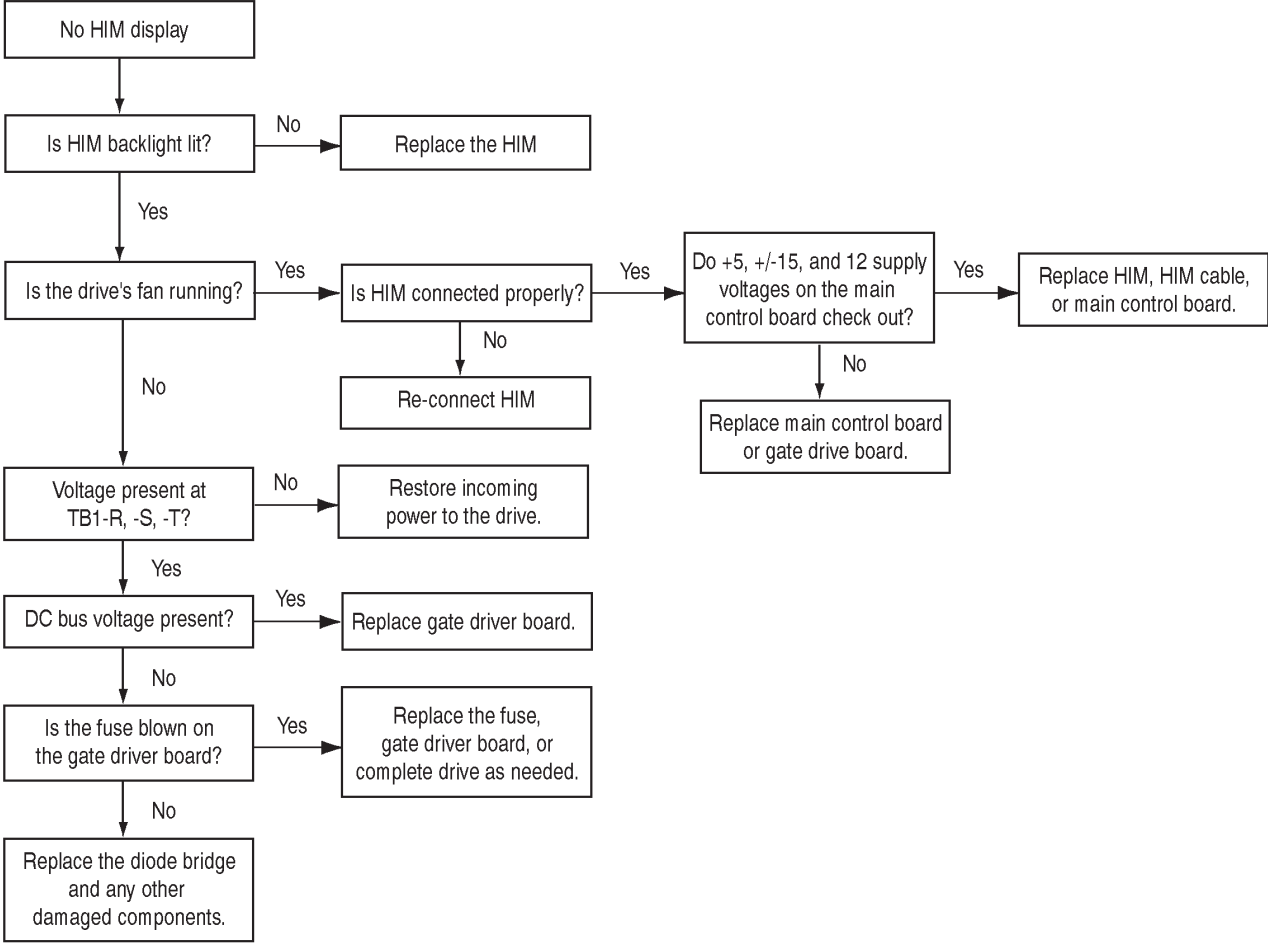 No HIM display
Is HIM backlight lit?
No
Replace the HIM
Yes
Is the drive's fan running?
Yes
Is HIM connected properly?
Yes
Do +5, +/-15, and 12 supply
voltages on the main
control board check out?
Yes
Replace HIM, HIM cable,
or main control board.
No
Re-connect HIM
No
Replace main control board
or gate drive board.
No
Voltage present at
TB1-R, -S, -T?
No
Restore incoming
power to the drive.
Yes
DC bus voltage present?
Yes
Replace gate driver board.
No
Is the fuse blown on
the gate driver board?
Yes
Replace the fuse,
gate driver board, or
complete drive as needed.
No
Replace the diode bridge
and any other
damaged components.